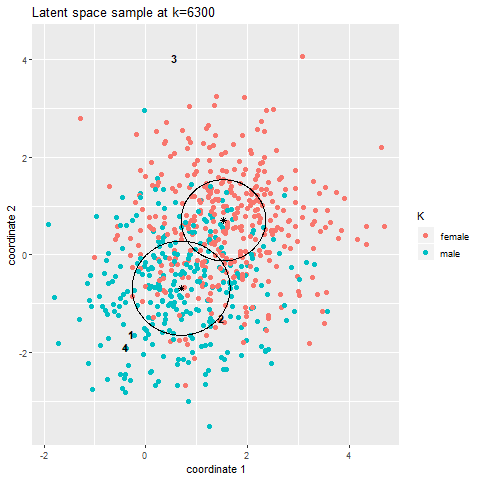 Latent space sample at k=6300
3
4
2
0
-2
1
2
4
-2
0
2
4
coordinate 1
coordinate 2
K
female
male